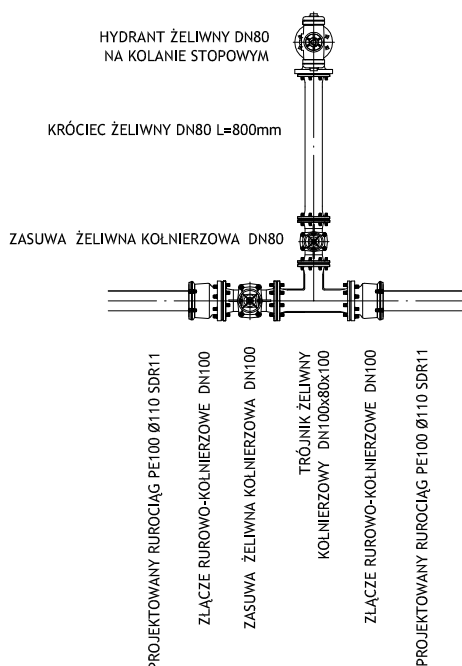 HYDRANT ŻELIWNY DN80
NA KOLANIE STOPOWYM
KRÓCIEC ŻELIWNY DN80 L=800mm
ZASUWA ŻELIWNA KOŁNIERZOWA DN80
PROJEKTOWANY RUROCIĄG PE100 Ø110 SDR11
ZŁĄCZE RUROWO-KOŁNIERZOWE DN100
ZASUWA ŻELIWNA KOŁNIERZOWA DN100
TRÓJNIK ŻELIWNY
KOŁNIERZOWY DN100x80x100
ZŁĄCZE RUROWO-KOŁNIERZOWE DN100
PROJEKTOWANY RUROCIĄG PE100 Ø110 SDR11